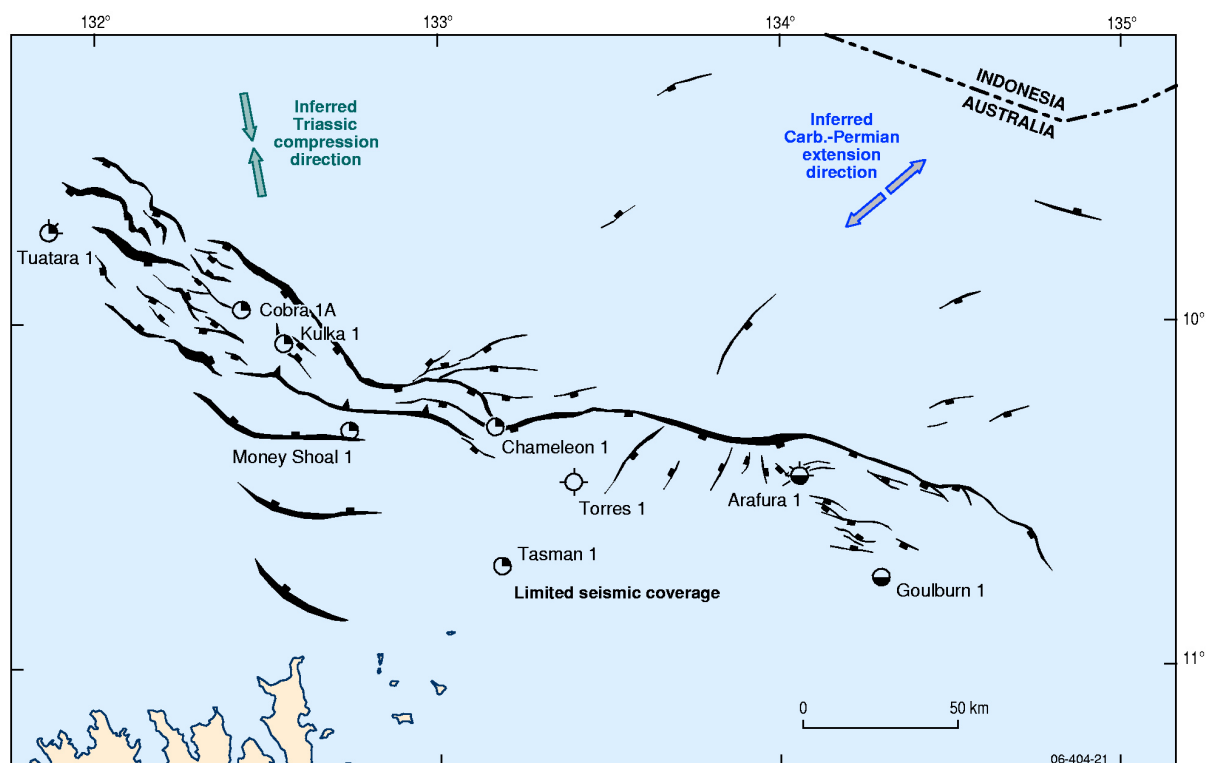 132°
133°
134°
135°
INDONESIA
AUSTRALIA
Inferred
Triassic
compression
direction
Inferred
Carb.-Permian
extension
direction
Tuatara 1
Cobra 1A
Kulka 1
10°
Money Shoal 1
Chameleon 1
Torres 1
Arafura 1
Tasman 1
Limited seismic coverage
Goulburn 1
11°
0
50 km
06-404-21